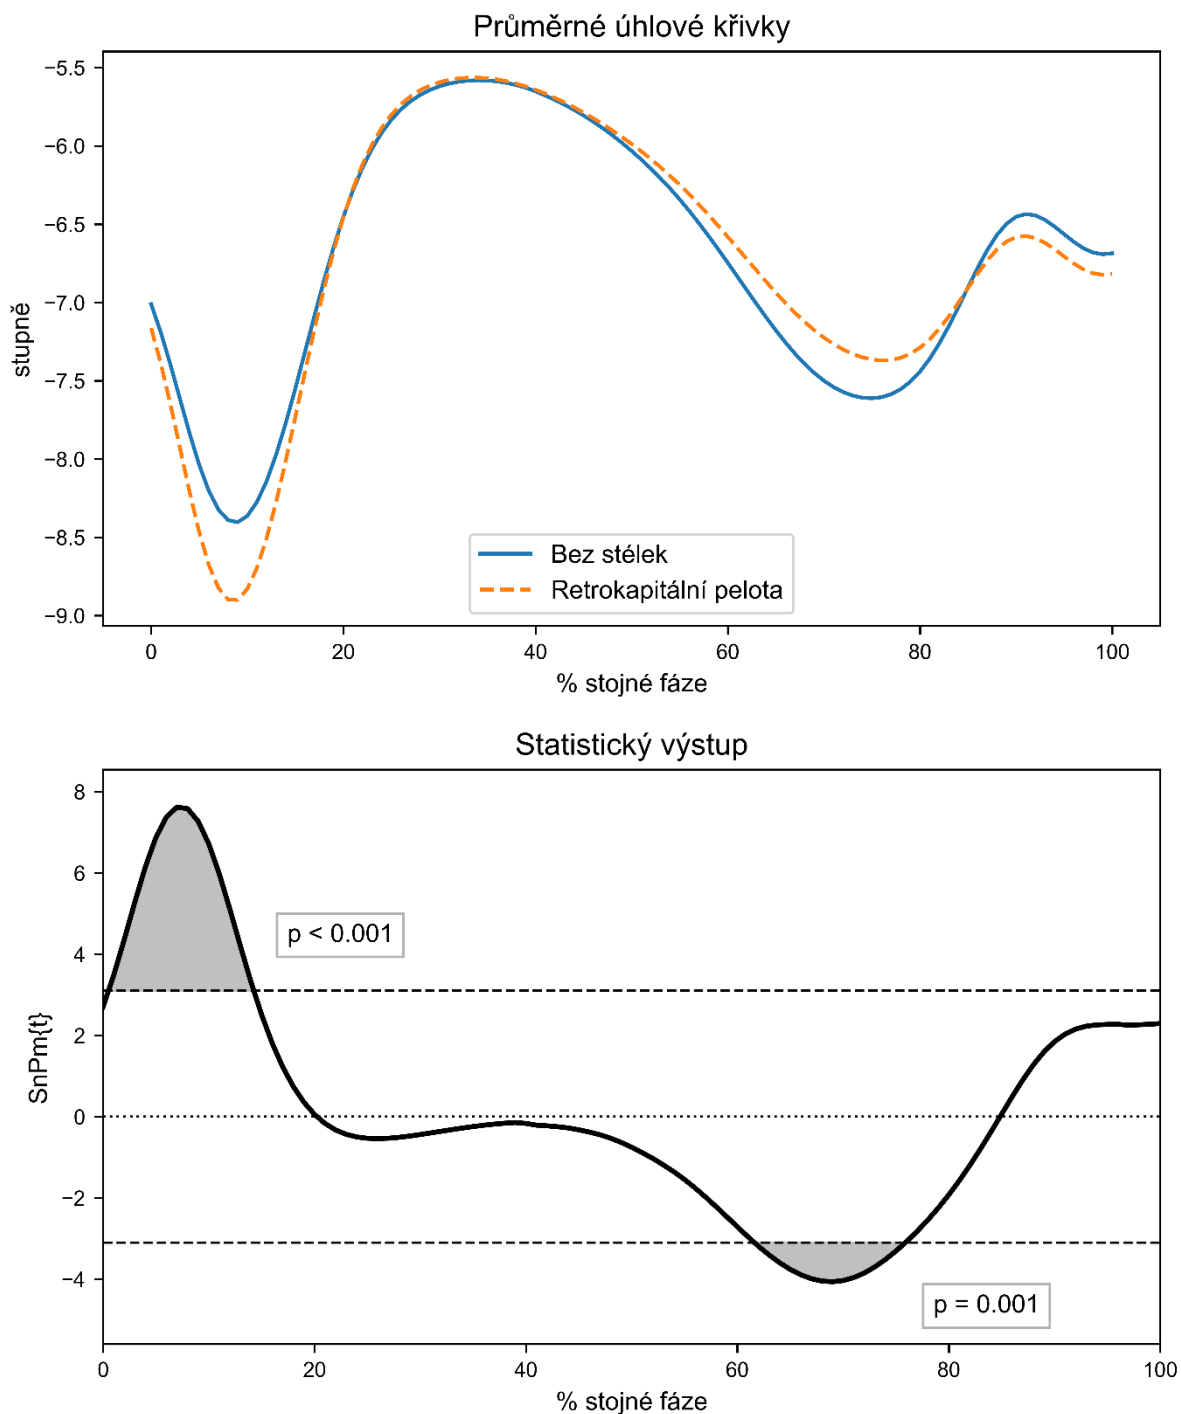 Průměrné úhlové křivky
−5.5
−6.0
−6.5
−7.0
−7.5
−8.0
−8.5
−9.0
stupně
Bez stélek
Retrokapitální pelota
0 20 40 60 80 100
% stojné fáze
Statistický výstup
8
6
4
2
0
−2
−4
SnPm{t}
p < 0.001
p = 0.001
0 20 40 60 80 100
% stojné fáze